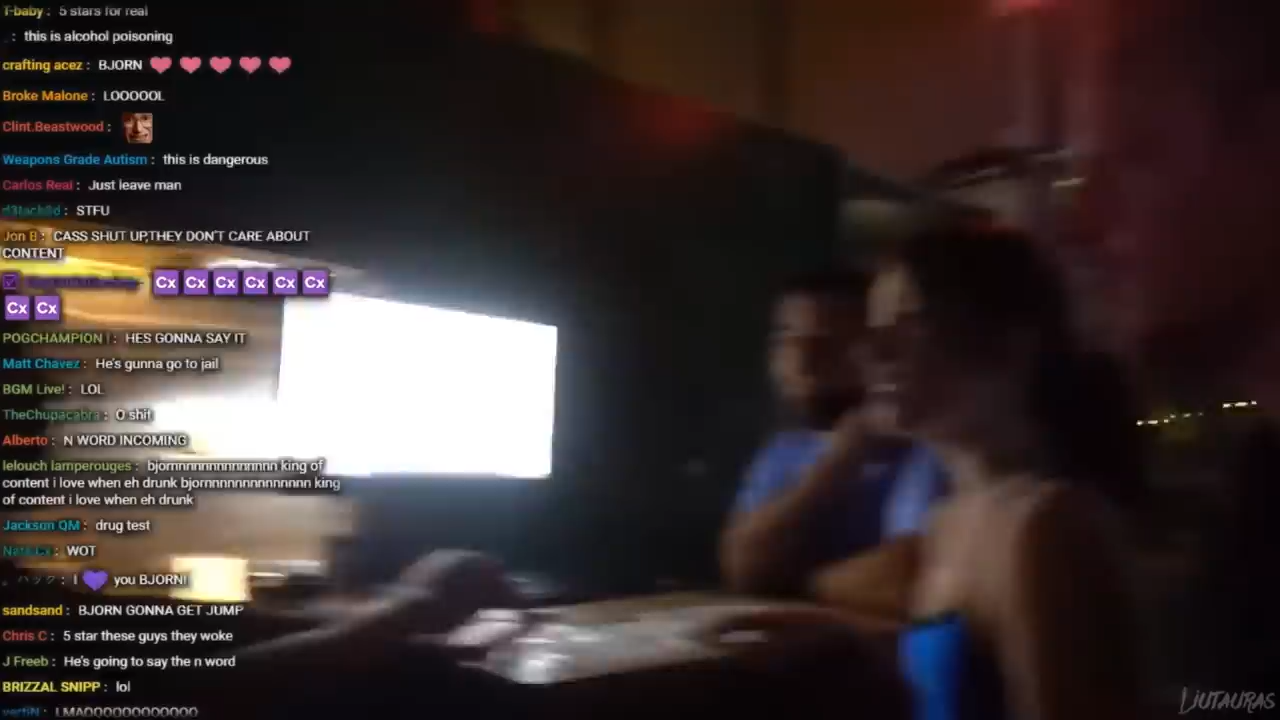 T-baby : 5 stars for real
: this is alcohol poisoning
crafting acez : BJORN
Broke Malone : LOOOOOL
Clint.Beastwood :
Weapons Grade Autism : this is dangerous
Carlos Real : Just leave man
: STFU
Jon B : CASS SHUT UP,THEY DON'T CARE ABOUT
CONTENT
Cx Cx Cx Cx Cx Cx
Cx Cx
POGCHAMPION ! : HES GONNA SAY IT
Matt Chavez : He's gunna go to jail
BGM Live! : LOL
TheChupacabra : O shit
Alberto : N WORD INCOMING
lelouch lamperouges : bjornnnnnnnnnnnnnn king of
content i love when eh drunk bjornnnnnnnnnnnnnn king
of content i love when eh drunk
Jackson QM : drug test
: WOT
ハック : I 💜 you BJORN!
sandsand : BJORN GONNA GET JUMP
Chris C : 5 star these guys they woke
J Freeb : He's going to say the n word
BRIZZAL SNIPP : lol
vertiN : LMAOOOOOOOOOOOO
LIUTAURAS